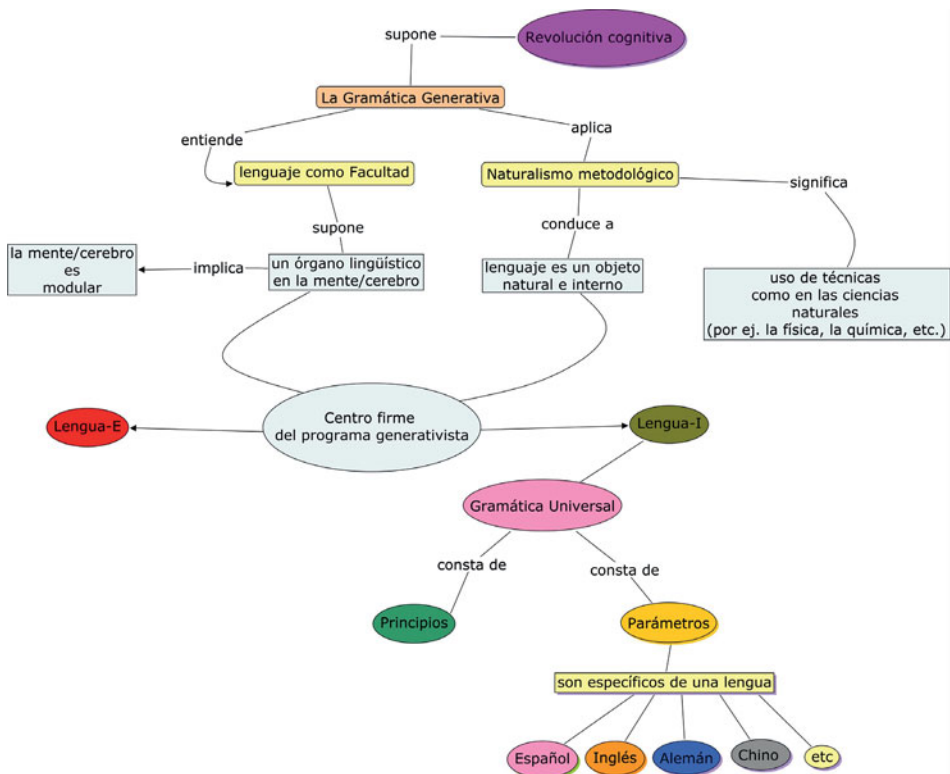 supone
Revolución cognitiva
La Gramática Generativa
entiende
aplica
lenguaje como Facultad
Naturalismo metodológico
significa
supone
conduce a
la mente/cerebro
es
modular
implica
un órgano lingüístico
en la mente/cerebro
lenguaje es un objeto
natural e interno
uso de técnicas
como en las ciencias
naturales
(por ej. la física, la química, etc.)
Lengua-E
Centro firme
del programa generativista
Lengua-I
Gramática Universal
consta de
consta de
Principios
Parámetros
son específicos de una lengua
Español
Inglés
Alemán
Chino
etc